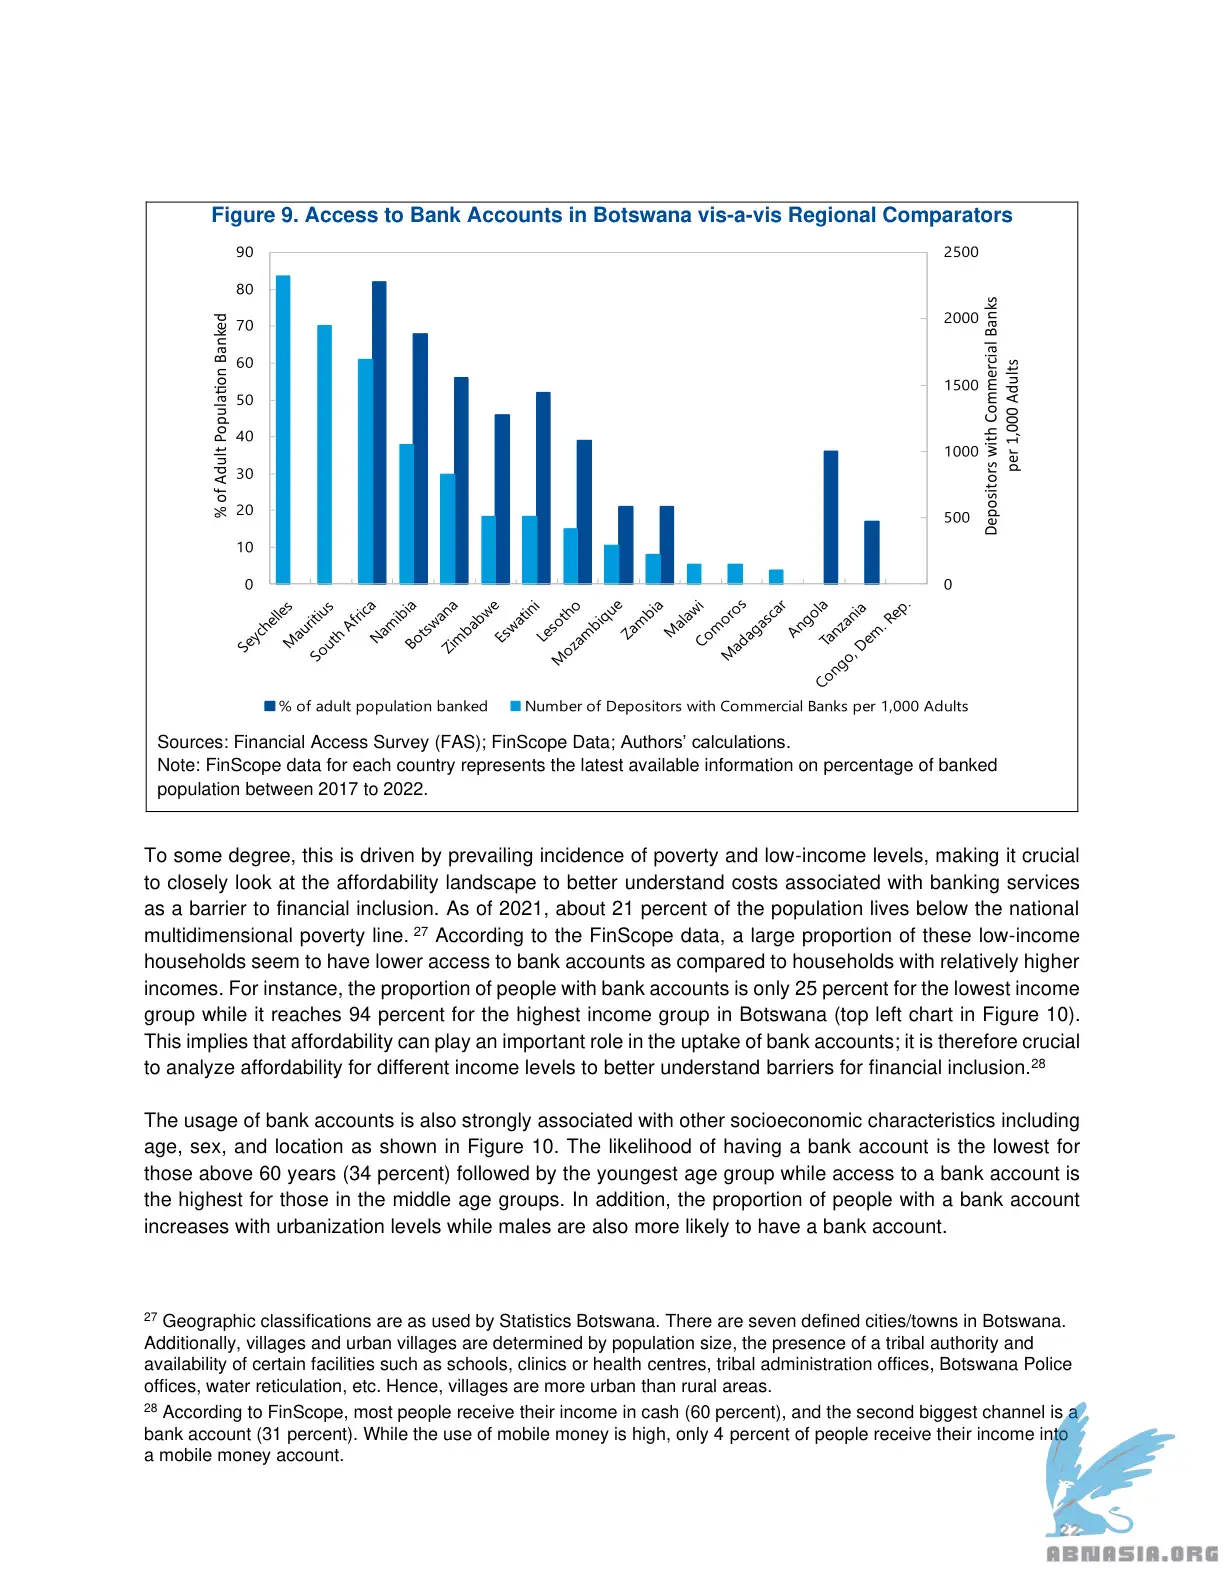 Figure 9. Access to Bank Accounts in Botswana vis-a-vis Regional Comparators
90
80
70
60
50
40
30
20
10
0
% of Adult Population Banked
2500
2000
1500
1000
500
0
Depositors with Commercial Banks
per 1,000 Adults
Seychelles
Mauritius
South Africa
Namibia
Botswana
Zimbabwe
Eswatini
Lesotho
Mozambique
Zambia
Malawi
Comoros
Madagascar
Angola
Tanzania
Congo, Dem. Rep.
% of adult population banked
Number of Depositors with Commercial Banks per 1,000 Adults
Sources: Financial Access Survey (FAS); FinScope Data; Authors’ calculations.
Note: FinScope data for each country represents the latest available information on percentage of banked
population between 2017 to 2022.
To some degree, this is driven by prevailing incidence of poverty and low-income levels, making it crucial
to closely look at the affordability landscape to better understand costs associated with banking services
as a barrier to financial inclusion. As of 2021, about 21 percent of the population lives below the national
multidimensional poverty line. 27 According to the FinScope data, a large proportion of these low-income
households seem to have lower access to bank accounts as compared to households with relatively higher
incomes. For instance, the proportion of people with bank accounts is only 25 percent for the lowest income
group while it reaches 94 percent for the highest income group in Botswana (top left chart in Figure 10).
This implies that affordability can play an important role in the uptake of bank accounts; it is therefore crucial
to analyze affordability for different income levels to better understand barriers for financial inclusion.28
The usage of bank accounts is also strongly associated with other socioeconomic characteristics including
age, sex, and location as shown in Figure 10. The likelihood of having a bank account is the lowest for
those above 60 years (34 percent) followed by the youngest age group while access to a bank account is
the highest for those in the middle age groups. In addition, the proportion of people with a bank account
increases with urbanization levels while males are also more likely to have a bank account.
27 Geographic classifications are as used by Statistics Botswana. There are seven defined cities/towns in Botswana.
Additionally, villages and urban villages are determined by population size, the presence of a tribal authority and
availability of certain facilities such as schools, clinics or health centres, tribal administration offices, Botswana Police
offices, water reticulation, etc. Hence, villages are more urban than rural areas.
28 According to FinScope, most people receive their income in cash (60 percent), and the second biggest channel is a
bank account (31 percent). While the use of mobile money is high, only 4 percent of people receive their income into
a mobile money account.
22
ABNASIA.ORG